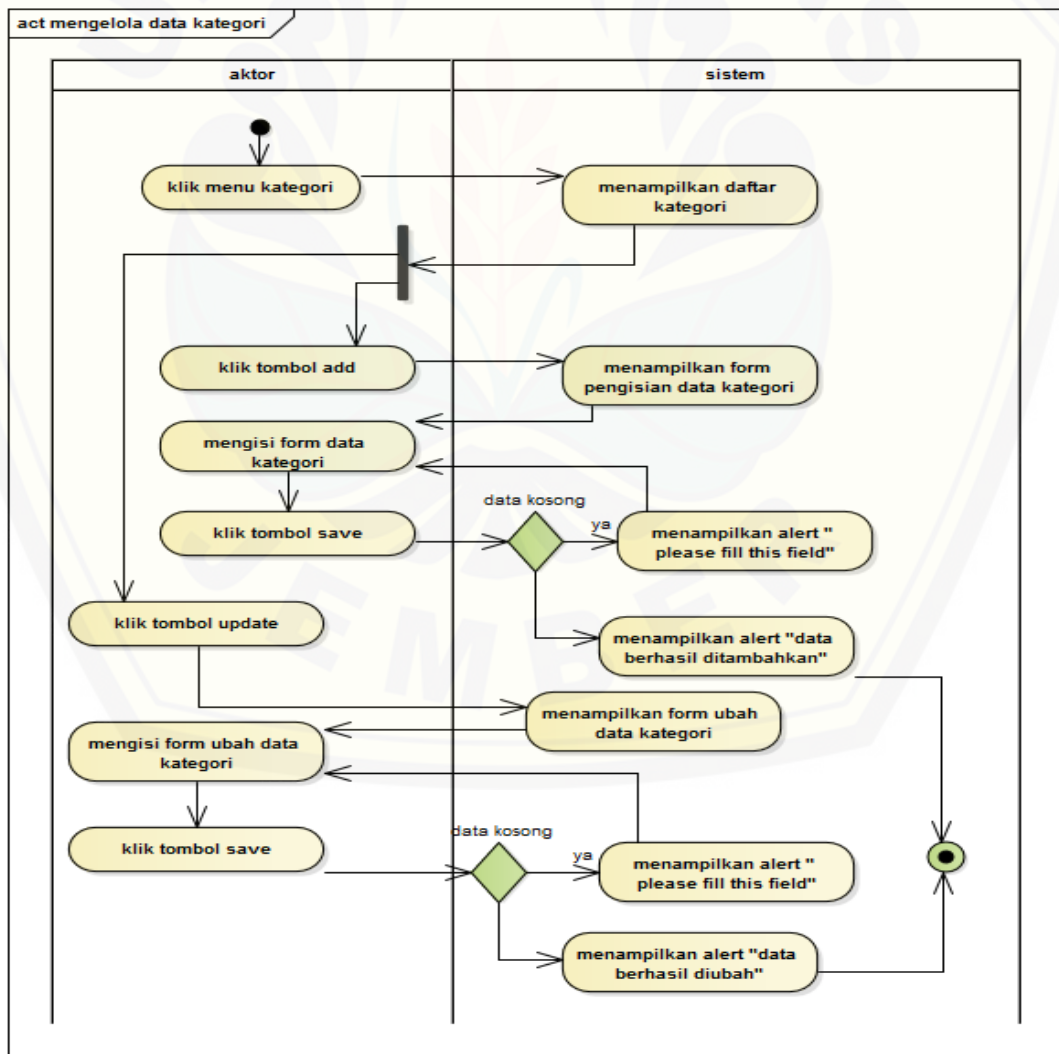 act mengelola data kategori
aktor
sistem
klik menu kategori
menampilkan daftar
kategori
klik tombol add
menampilkan form
pengisian data kategori
mengisi form data
kategori
klik tombol save
data kosong
ya
menampilkan alert "
please fill this field"
klik tombol update
menampilkan alert "data
berhasil ditambahkan"
menampilkan form ubah
data kategori
mengisi form ubah data
kategori
klik tombol save
data kosong
ya
menampilkan alert "
please fill this field"
menampilkan alert "data
berhasil diubah"
JEMBER